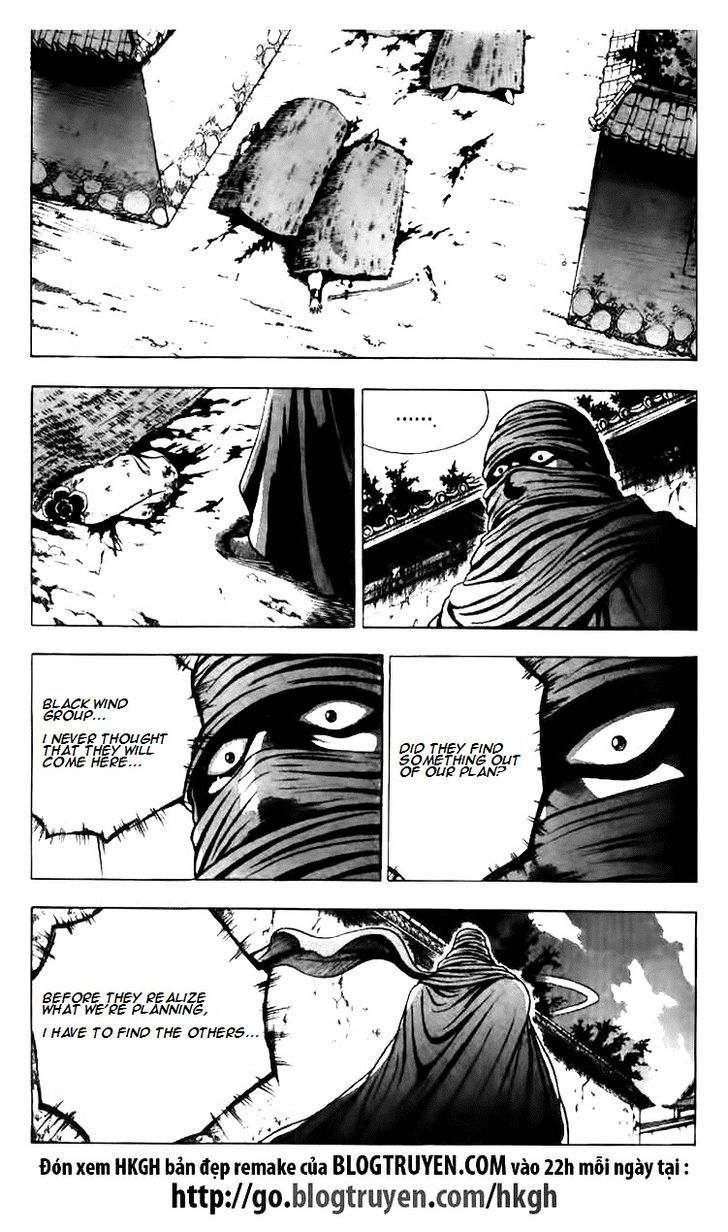 .......
BLACK WIND
GROUP...
I NEVER THOUGHT
THAT THEY WILL
COME HERE...
DID THEY FIND
SOMETHING OUT
OF OUR PLAN?
BEFORE THEY REALIZE
WHAT WE'RE PLANNING,
I HAVE TO FIND THE OTHERS...
Đón xem HKGH bản đẹp remake của BLOGTRUYEN.COM vào 22h mỗi ngày tại :
http://go.blogtruyen.com/hkgh